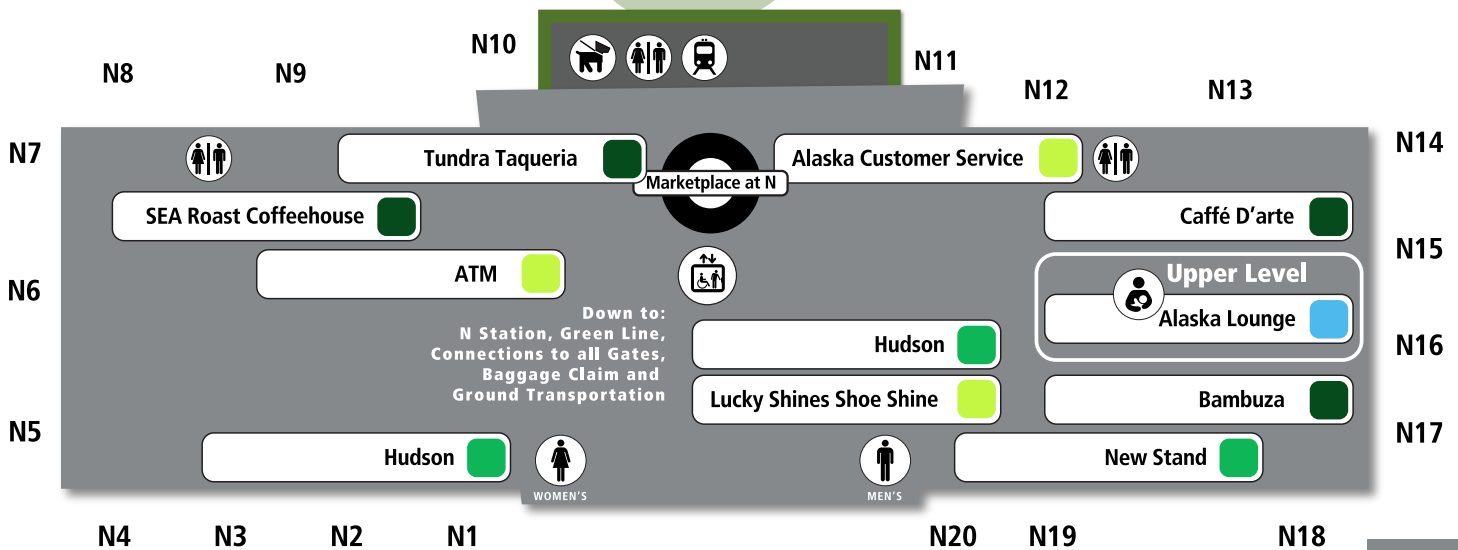 N10
N11
N8
N9
N12
N13
N7
Tundra Taqueria
Alaska Customer Service
N14
Marketplace at N
SEA Roast Coffeehouse
Caffé D'arte
N15
ATM
Upper Level
N6
Down to:
N Station, Green Line,
Connections to all Gates,
Baggage Claim and
Ground Transportation
Alaska Lounge
Hudson
N16
Lucky Shines Shoe Shine
Bambuza
N5
N17
Hudson
New Stand
WOMEN'S
MEN'S
N4
N3
N2
N1
N20
N19
N18